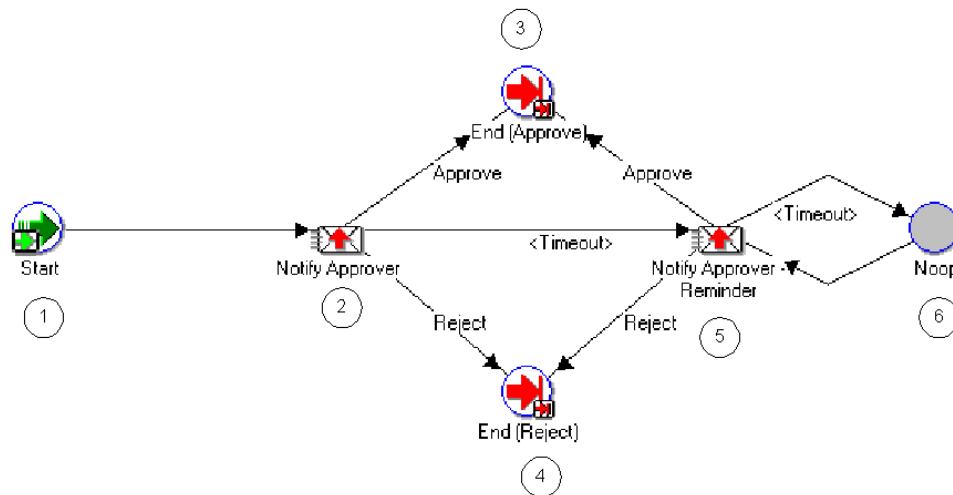 3
End (Approve)
Approve
Approve
<Timeout>
<Timeout>
Start
Notify Approver
Notify Approver
Reminder
Noop
1
2
Reject
Reject
5
6
End (Reject)
4